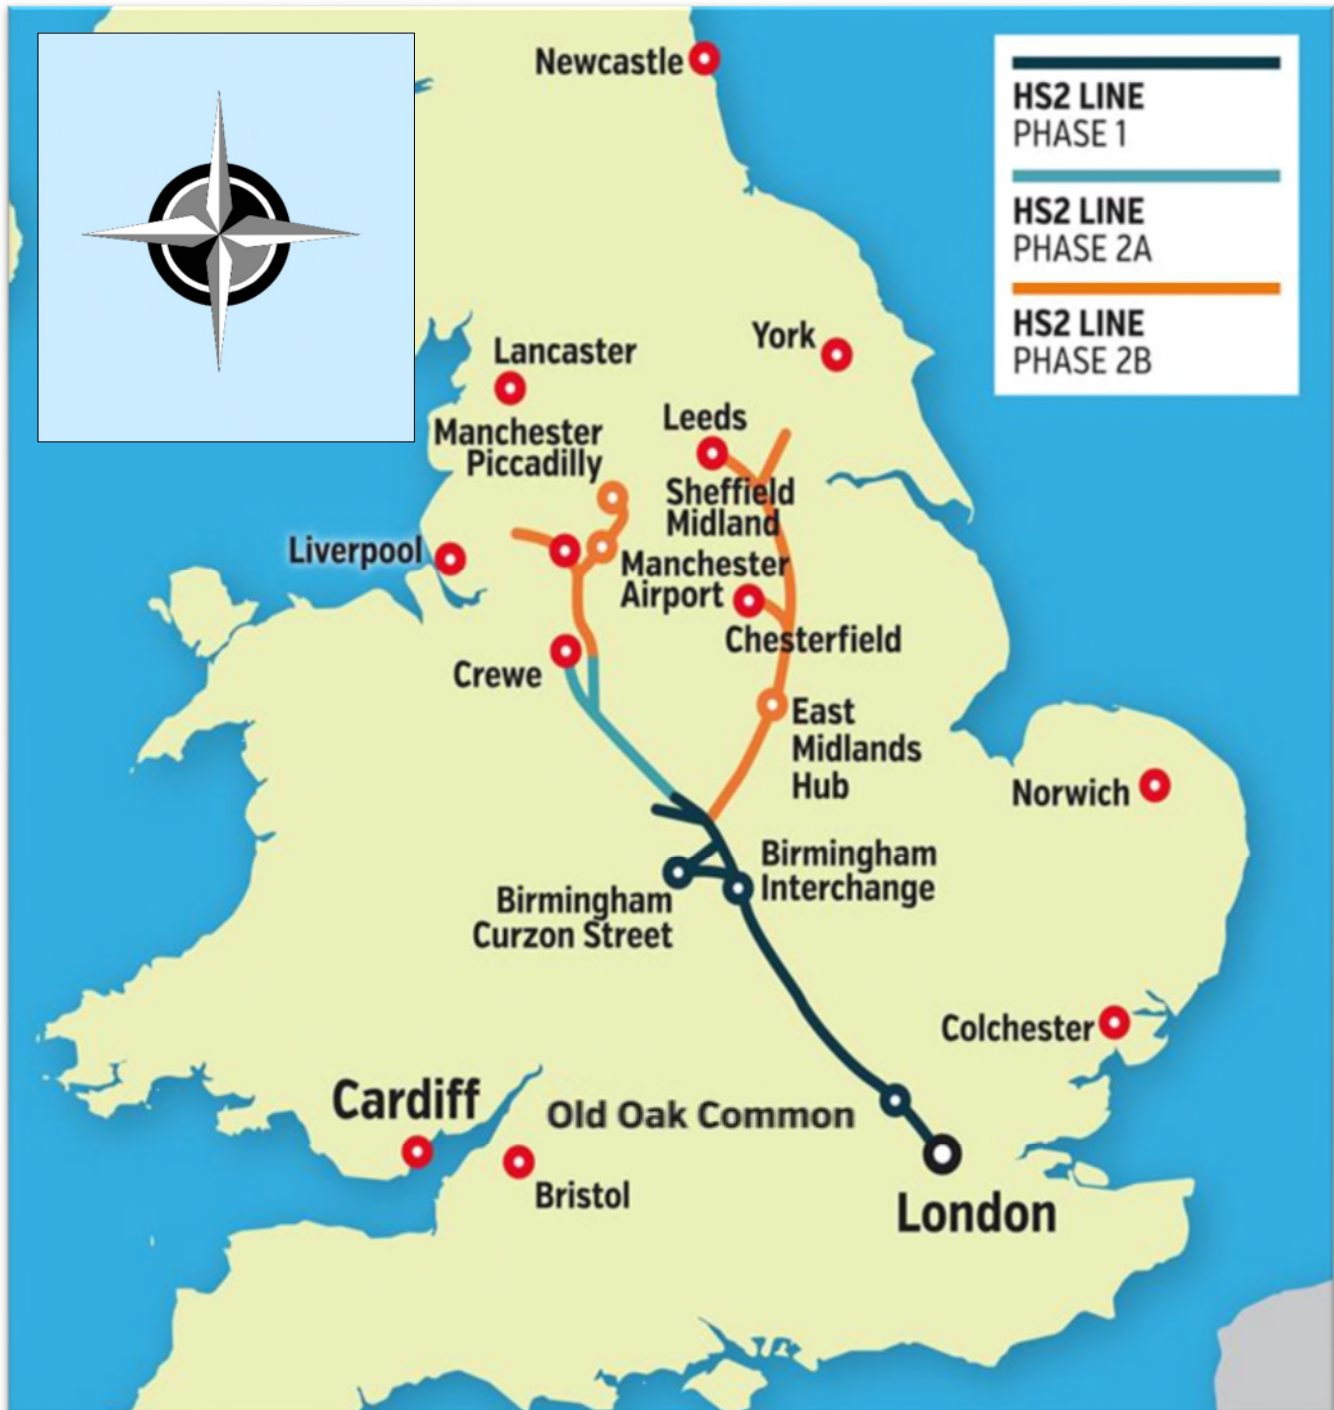 Newcastle
HS2 LINE
PHASE 1
HS2 LINE
PHASE 2A
HS2 LINE
PHASE 2B
York
Lancaster
Leeds
Manchester
Piccadilly
Sheffield
Midland
Liverpool
Manchester
Airport
Chesterfield
Crewe
East
Midlands
Hub
Norwich
Birmingham
Interchange
Birmingham
Curzon Street
Colchester
Cardiff
Old Oak Common
Bristol
London